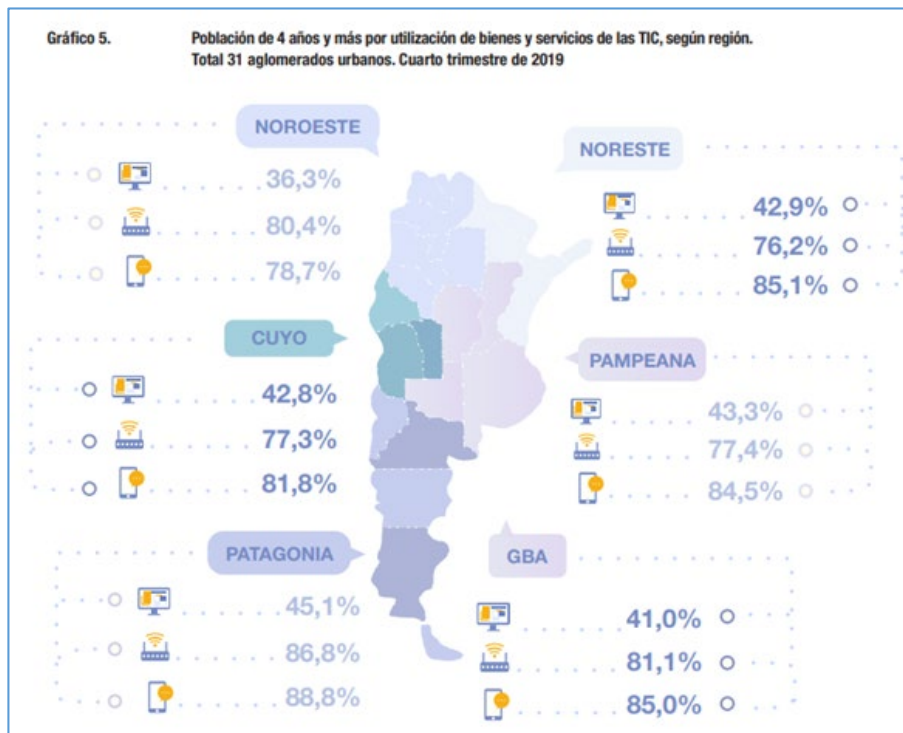 Gráfico 5.
Población de 4 años y más por utilización de bienes y servicios de las TIC, según región.
Total 31 aglomerados urbanos. Cuarto trimestre de 2019
NOROESTE
36,3%
80,4%
78,7%
NORESTE
42,9%
76,2%
85,1%
CUYO
42,8%
77,3%
81,8%
PAMPEANA
43,3%
77,4%
84,5%
PATAGONIA
45,1%
86,8%
88,8%
GBA
41,0%
81,1%
85,0%